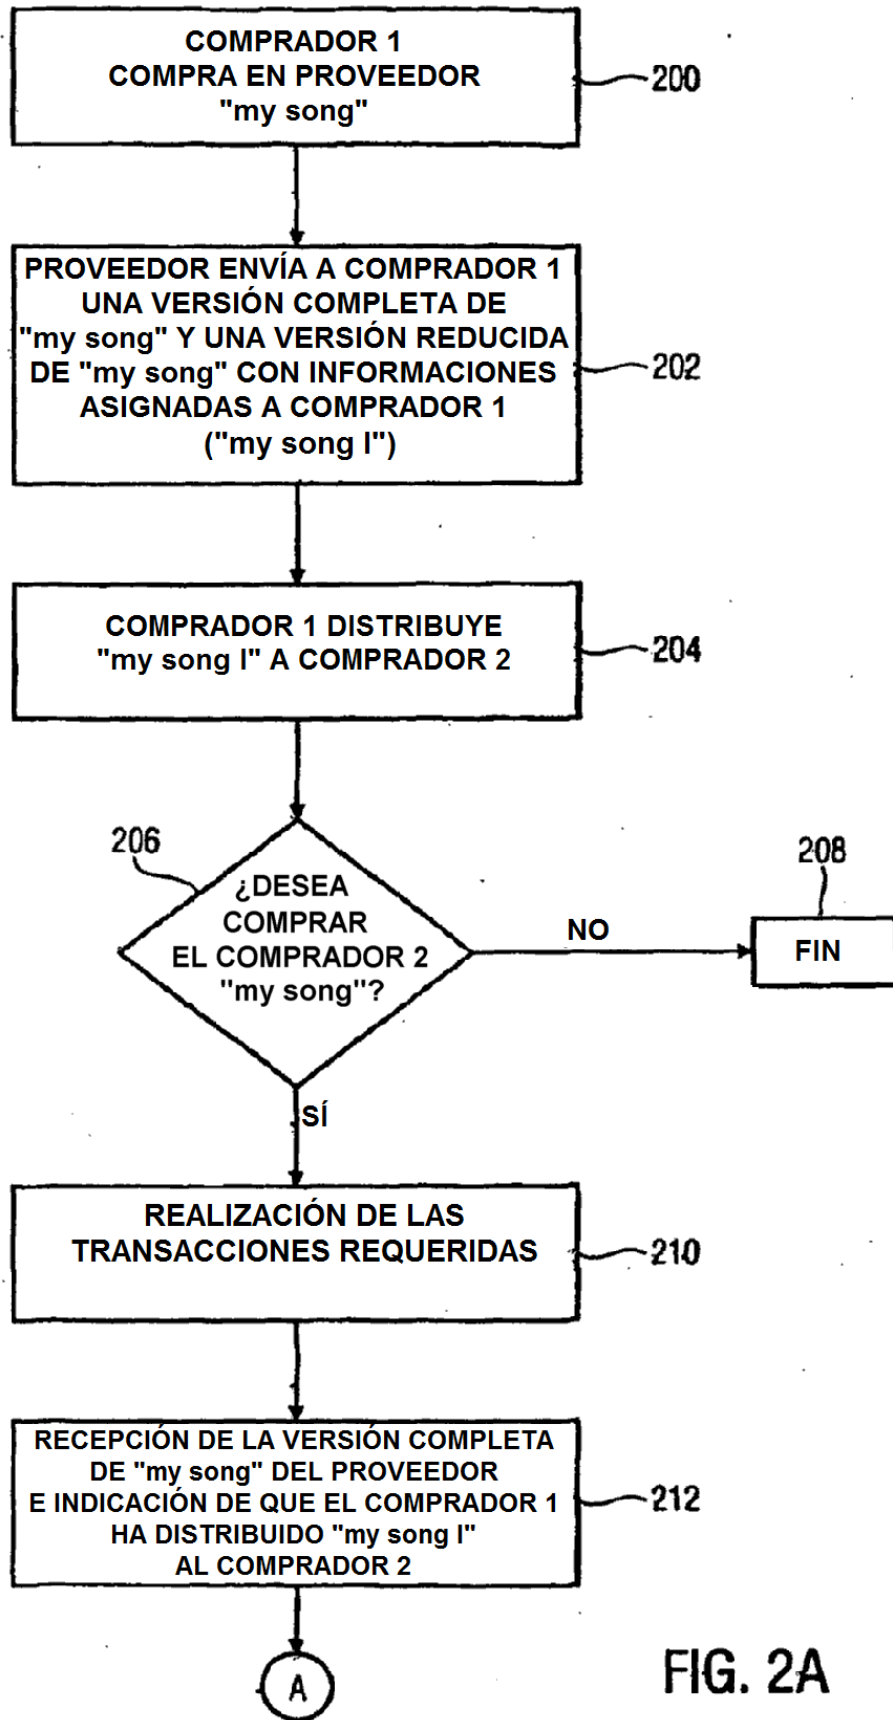 COMPRADOR 1
COMPRA EN PROVEEDOR
"my song"
200
PROVEEDOR ENVÍA A COMPRADOR 1
UNA VERSIÓN COMPLETA DE
"my song" Y UNA VERSIÓN REDUCIDA
DE "my song" CON INFORMACIONES
ASIGNADAS A COMPRADOR 1
("my song I")
202
COMPRADOR 1 DISTRIBUYE
"my song I" A COMPRADOR 2
204
206
¿DESEA
COMPRAR
EL COMPRADOR 2
"my song"?
NO
208
FIN
SÍ
REALIZACIÓN DE LAS
TRANSACCIONES REQUERIDAS
210
RECEPCIÓN DE LA VERSIÓN COMPLETA
DE "my song" DEL PROVEEDOR
E INDICACIÓN DE QUE EL COMPRADOR 1
HA DISTRIBUIDO "my song I"
AL COMPRADOR 2
212
A
FIG. 2A